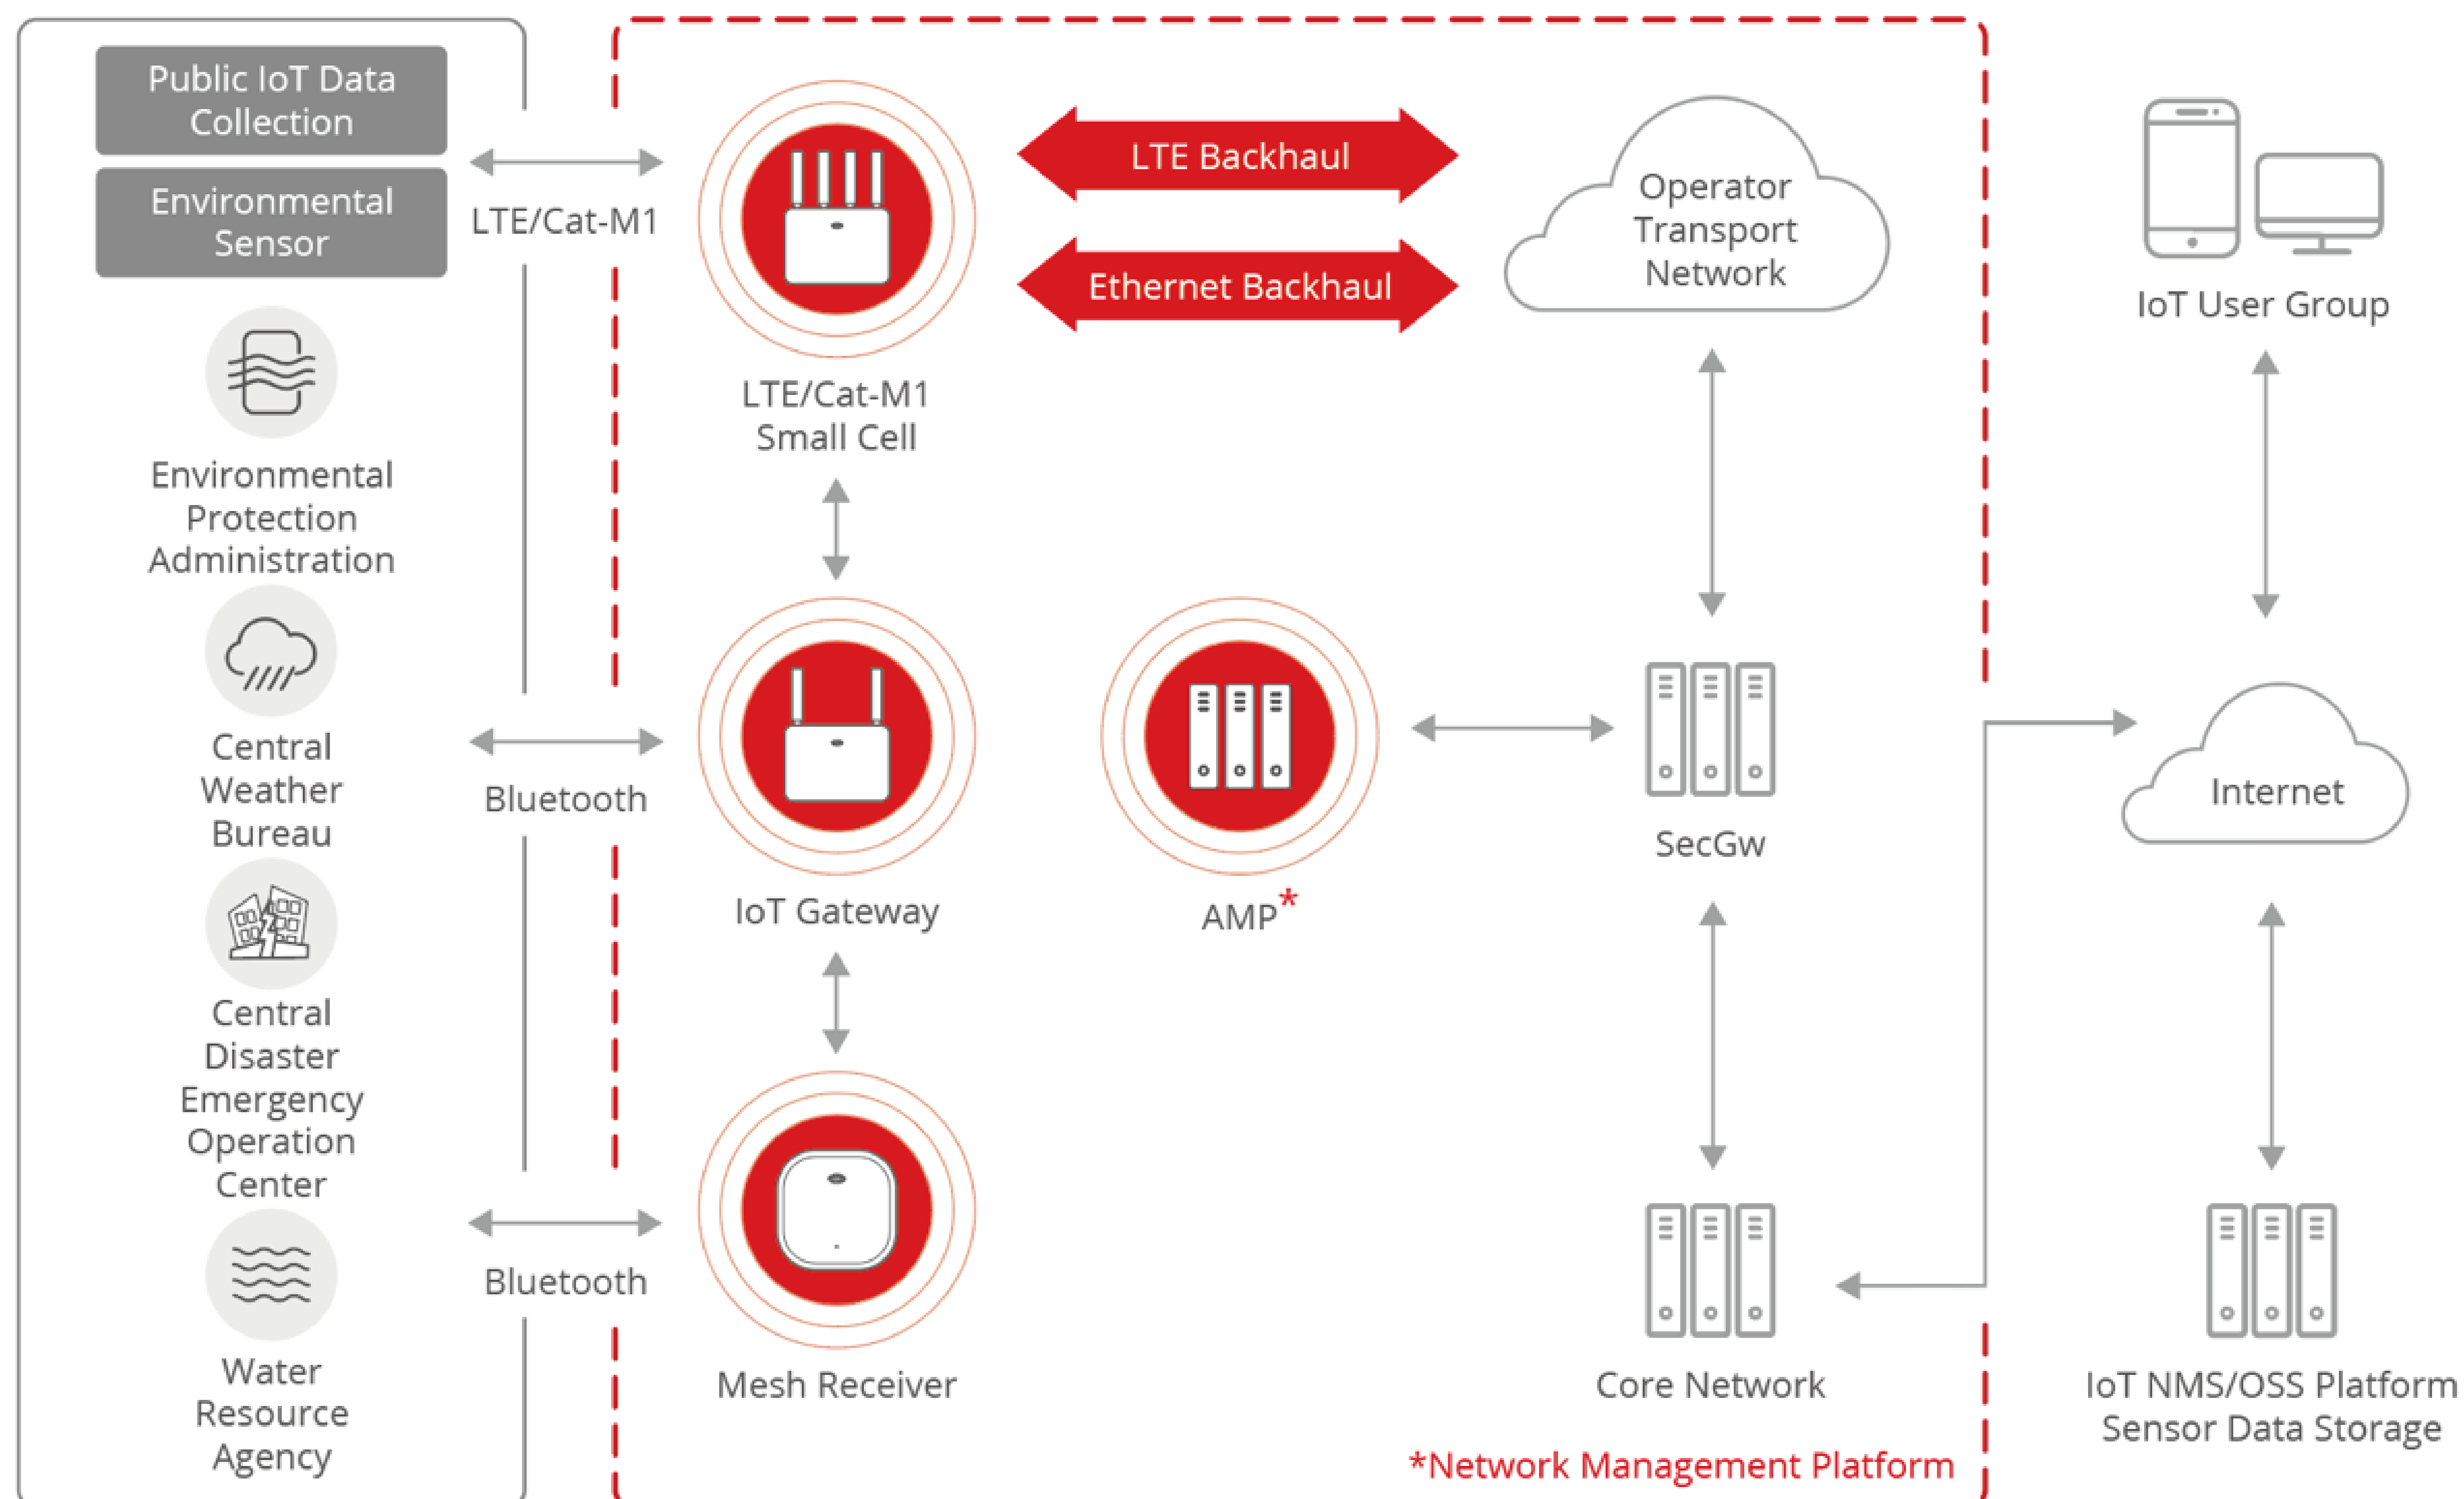 Public IoT Data
Collection
Environmental
Sensor
Environmental
Protection
Administration
Central
Weather
Bureau
Central
Disaster
Emergency
Operation
Center
Water
Resource
Agency
LTE/Cat-M1
Bluetooth
Bluetooth
LTE/Cat-M1
Small Cell
IoT Gateway
Mesh Receiver
LTE Backhaul
Ethernet Backhaul
AMP*
Operator
Transport
Network
SecGw
Core Network
*Network Management Platform
IoT User Group
Internet
IoT NMS/OSS Platform
Sensor Data Storage